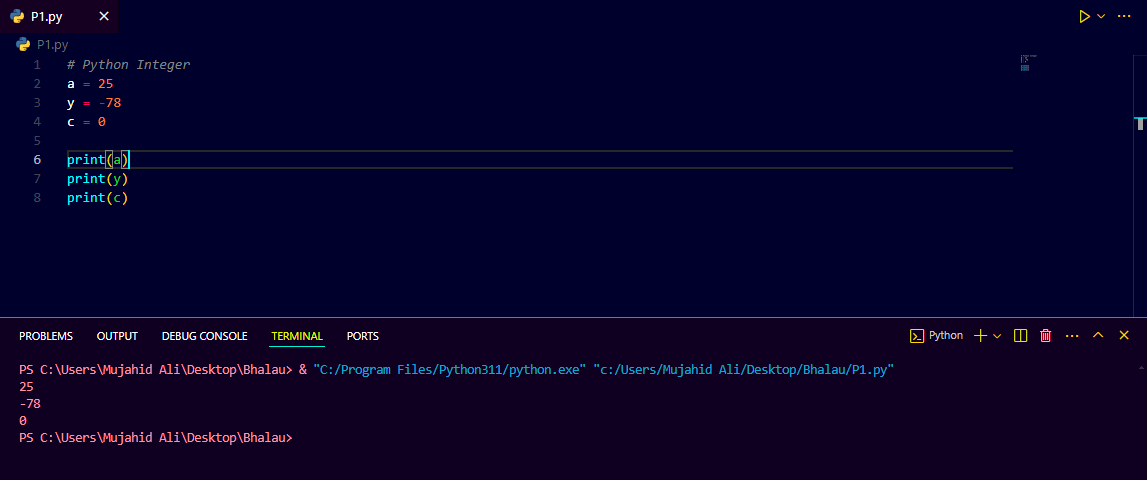 P1.py
P1.py
1 # Python Integer
2 a = 25
3 y = -78
4 c = 0
5
6 print(a)
7 print(y)
8 print(c)
PROBLEMS OUTPUT DEBUG CONSOLE TERMINAL PORTS Python
PS C:\Users\Mujahid Ali\Desktop\Bhalau> & "C:/Program Files/Python311/python.exe" "c:/Users/Mujahid Ali/Desktop/Bhalau/P1.py"
25
-78
0
PS C:\Users\Mujahid Ali\Desktop\Bhalau>